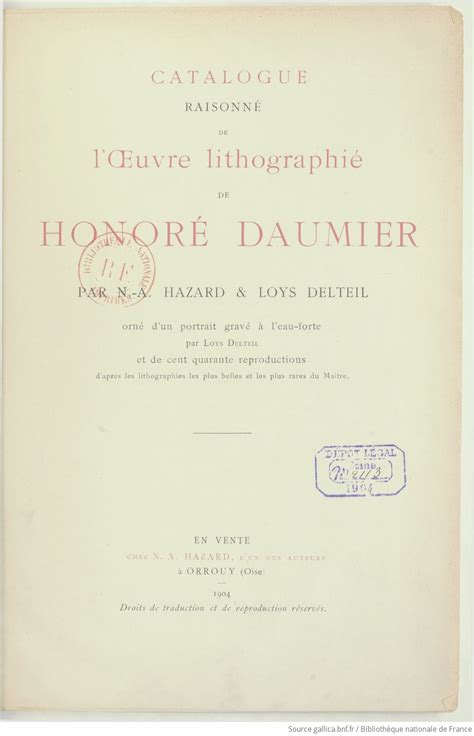 CATALOGUE
RAISONNÉ
DE
l'Œuvre lithographié
DE
HONORÉ DAUMIER
BIBLIOTHÈQUE NATIONALE
R F
IMPRIMÉS
PAR N.-A. HAZARD & LOYS DELTEIL
orné d'un portrait gravé à l'eau-forte
par Loys Delteil
et de cent quarante reproductions
d'après les lithographies les plus belles et les plus rares du Maître.
DÉPOT LÉGAL
1904
EN VENTE
CHEZ N. A. HAZARD, L'UN DES AUTEURS
à ORROUY (Oise)
1904
Droits de traduction et de reproduction réservés.
Source gallica.bnf.fr / Bibliothèque nationale de France